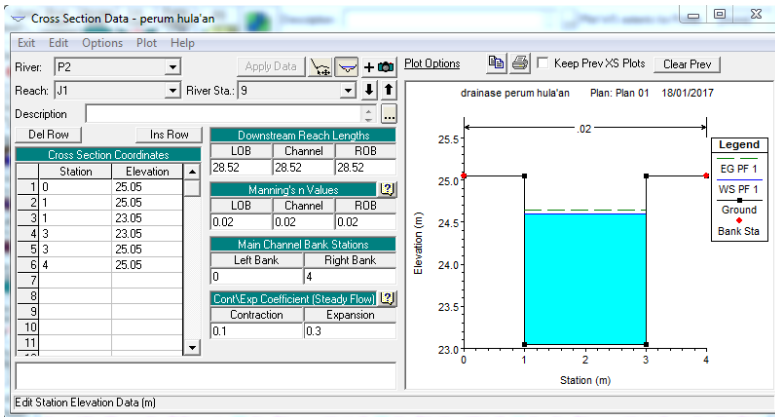 Cross Section Data - perum hula'an
Exit Edit Options Plot Help
River: P2 Apply Data
Reach: J1 River Sta.: 9
Description ...
Del Row Ins Row
Cross Section Coordinates
Station Elevation
1 0 25.05
2 1 25.05
3 1 23.05
4 3 23.05
5 3 25.05
6 4 25.05
7
8
9
10
11
Downstream Reach Lengths
LOB Channel ROB
28.52 28.52 28.52
Manning's n Values
LOB Channel ROB
0.02 0.02 0.02
Main Channel Bank Stations
Left Bank Right Bank
0 4
Cont\Exp Coefficient (Steady Flow)
Contraction Expansion
0.1 0.3
Edit Station Elevation Data (m)
Plot Options Keep Prev XS Plots Clear Prev
drainase perum hula'an Plan: Plan 01 18/01/2017
.02
25.5
25.0
24.5
24.0
23.5
23.0
Elevation (m)
0 1 2 3 4
Station (m)
Legend
EG PF 1
WS PF 1
Ground
Bank Sta